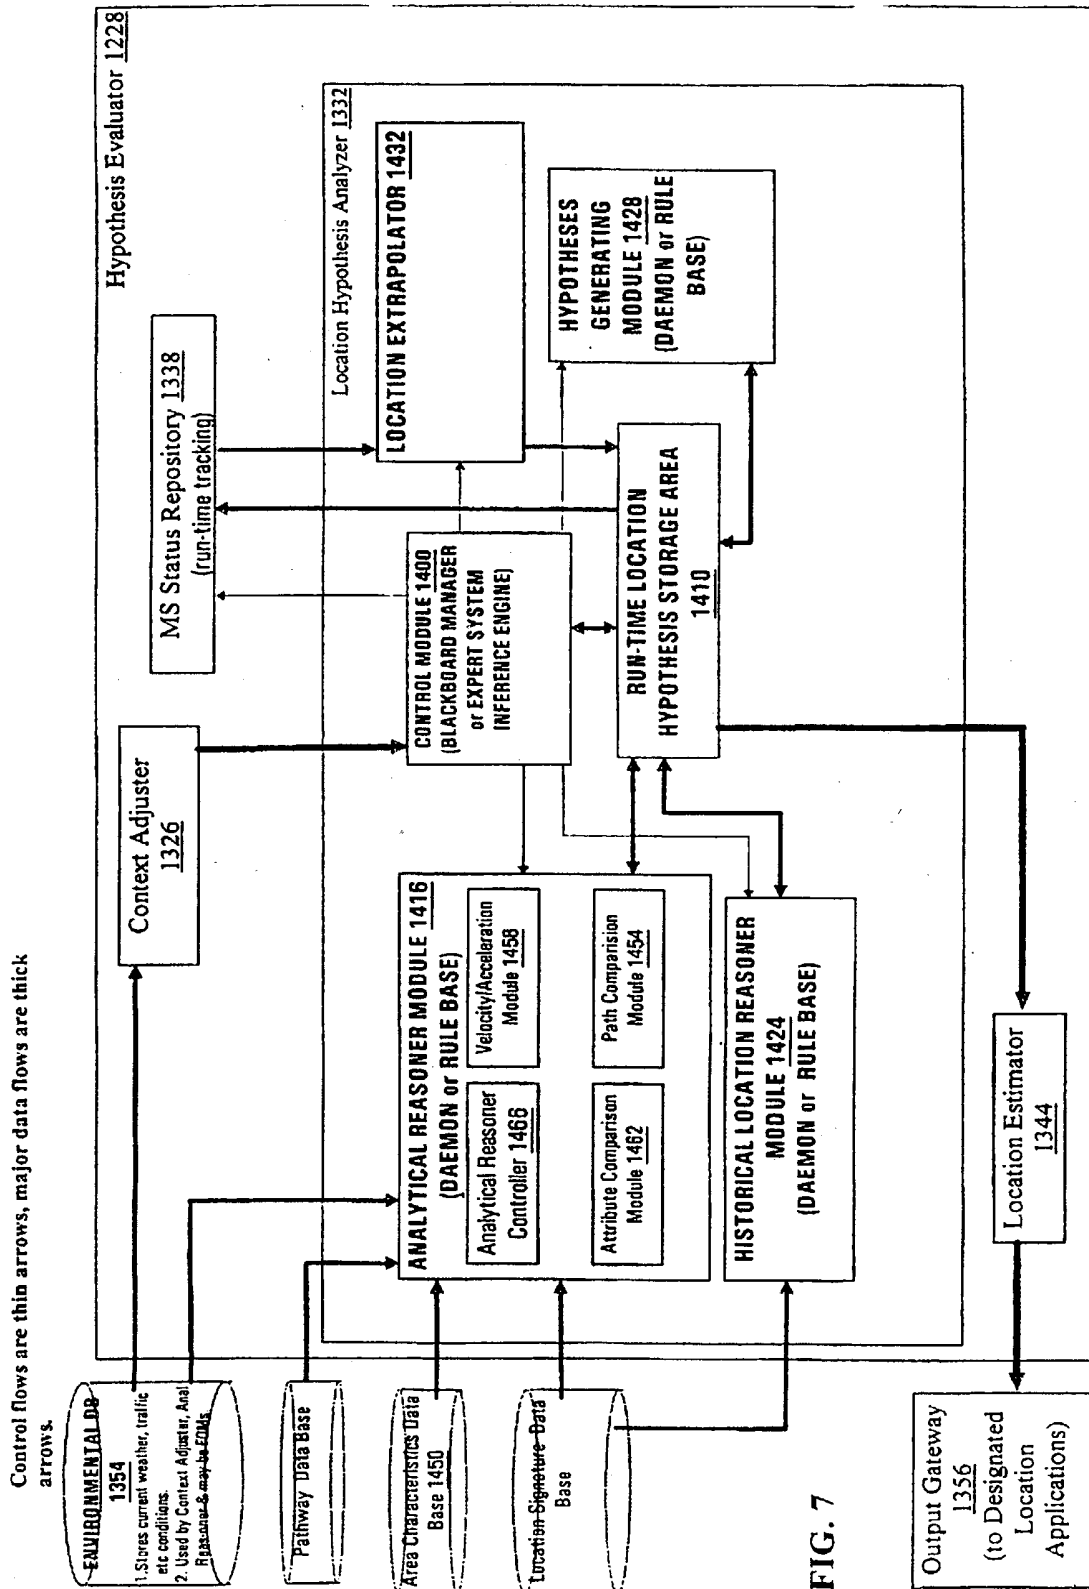 Control flows are thin arrows, major data flows are thick
arrows.
Hypothesis Evaluator 1228
MS Status Repository 1338
(run-time tracking)
Context Adjuster
1326
Location Hypothesis Analyzer 1332
LOCATION EXTRAPOLATOR 1432
CONTROL MODULE 1400
(BLACKBOARD MANAGER
or EXPERT SYSTEM
INFERENCE ENGINE)
HYPOTHESES
GENERATING
MODULE 1428
(DAEMON or RULE
BASE)
RUN-TIME LOCATION
HYPOTHESIS STORAGE AREA
1410
ANALYTICAL REASONER MODULE 1416
(DAEMON or RULE BASE)
Analytical Reasoner
Controller 1466
Velocity/Acceleration
Module 1458
Attribute Comparison
Module 1462
Path Comparision
Module 1454
HISTORICAL LOCATION REASONER
MODULE 1424
(DAEMON or RULE BASE)
ENVIRONMENTAL DB
1354
1.Stores current weather, traffic
etc conditions.
2. Used by Context Adjuster, Anal
Reasoner & may be FOMs
Pathway Data Base
Area Characteristics Data
Base 1450
Location Signature Data
Base
Location Estimator
1344
Output Gateway
1356
(to Designated
Location
Applications)
FIG. 7